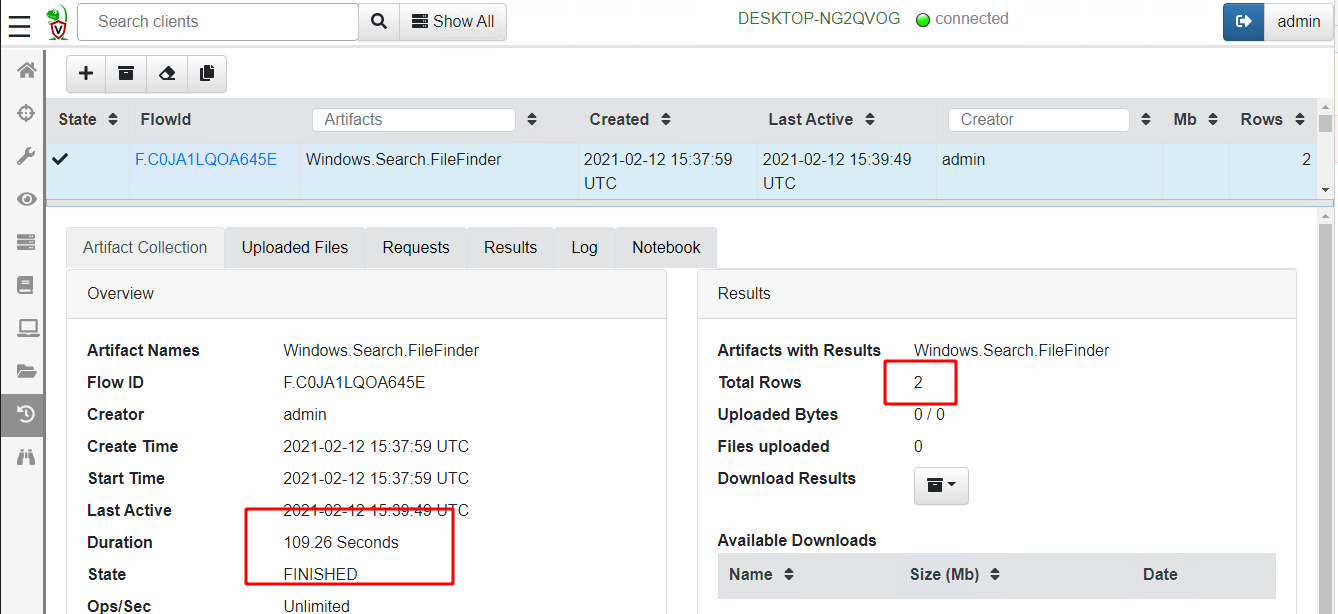 Search clients Show All DESKTOP-NG2QVOG connected admin
State FlowId Artifacts Created Last Active Creator Mb Rows
F.C0JA1LQOA645E Windows.Search.FileFinder 2021-02-12 15:37:59 2021-02-12 15:39:49 admin 2
UTC UTC
Artifact Collection Uploaded Files Requests Results Log Notebook
Overview
Artifact Names Windows.Search.FileFinder
Flow ID F.C0JA1LQOA645E
Creator admin
Create Time 2021-02-12 15:37:59 UTC
Start Time 2021-02-12 15:37:59 UTC
Last Active 2021-02-12 15:39:49 UTC
Duration 109.26 Seconds
State FINISHED
Ops/Sec Unlimited
Results
Artifacts with Results Windows.Search.FileFinder
Total Rows 2
Uploaded Bytes 0 / 0
Files uploaded 0
Download Results
Available Downloads
Name Size (Mb) Date